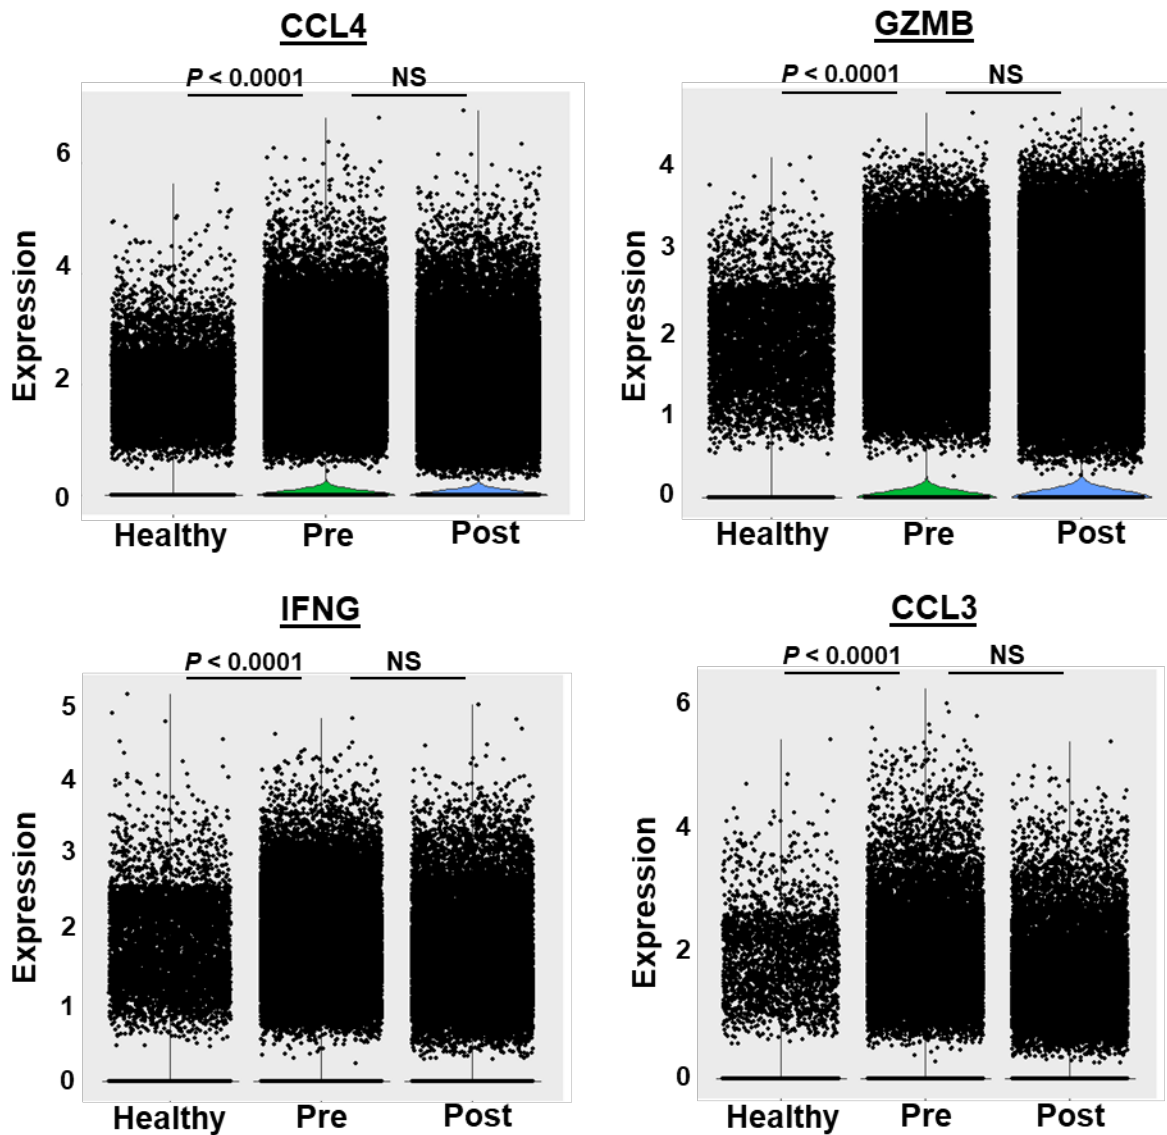 CCL4
P < 0.0001 NS
6
4
2
0
Expression
Healthy Pre Post
GZMB
P < 0.0001 NS
4
3
2
1
0
Expression
Healthy Pre Post
IFNG
P < 0.0001 NS
5
4
3
2
1
0
Expression
Healthy Pre Post
CCL3
P < 0.0001 NS
6
4
2
0
Expression
Healthy Pre Post